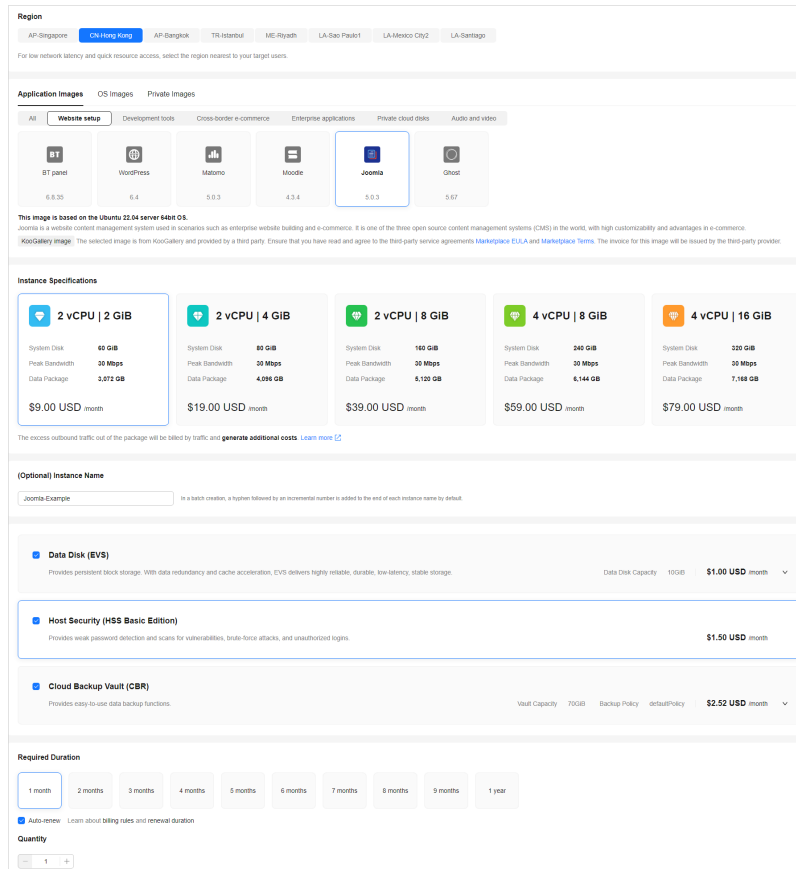 Region
AP-Singapore CN-Hong Kong AP-Bangkok TR-Istanbul ME-Riyadh LA-Sao Paulo1 LA-Mexico City2 LA-Santiago
For low network latency and quick resource access, select the region nearest to your target users.
Application Images OS Images Private Images
All Website setup Development tools Cross-border e-commerce Enterprise applications Private cloud disks Audio and video
BT
BT panel WordPress Matomo Moodle Joomla Ghost
6.8.35 6.4 5.0.3 4.3.4 5.0.3 5.67
This image is based on the Ubuntu 22.04 server 64bit OS.
Joomla is a website content management system used in scenarios such as enterprise website building and e-commerce. It is one of the three open source content management systems (CMS) in the world, with high customizability and advantages in e-commerce.
KooGallery image The selected image is from KooGallery and provided by a third party. Ensure that you have read and agree to the third-party service agreements Marketplace EULA and Marketplace Terms. The invoice for this image will be issued by the third-party provider.
Instance Specifications
2 vCPU | 2 GiB 2 vCPU | 4 GiB 2 vCPU | 8 GiB 4 vCPU | 8 GiB 4 vCPU | 16 GiB
System Disk 60 GiB System Disk 80 GiB System Disk 160 GiB System Disk 240 GiB System Disk 320 GiB
Peak Bandwidth 30 Mbps Peak Bandwidth 30 Mbps Peak Bandwidth 30 Mbps Peak Bandwidth 30 Mbps Peak Bandwidth 30 Mbps
Data Package 3,072 GB Data Package 4,096 GB Data Package 5,120 GB Data Package 6,144 GB Data Package 7,168 GB
$9.00 USD /month $19.00 USD /month $39.00 USD /month $59.00 USD /month $79.00 USD /month
The excess outbound traffic out of the package will be billed by traffic and generate additional costs Learn more
(Optional) Instance Name
Joomla-Example In a batch creation, a hyphen followed by an incremental number is added to the end of each instance name by default.
Data Disk (EVS)
Provides persistent block storage. With data redundancy and cache acceleration, EVS delivers highly reliable, durable, low-latency, stable storage. Data Disk Capacity 10GiB $1.00 USD /month
Host Security (HSS Basic Edition)
Provides weak password detection and scans for vulnerabilities, brute-force attacks, and unauthorized logins. $1.50 USD /month
Cloud Backup Vault (CBR)
Provides easy-to-use data backup functions. Vault Capacity 70GiB Backup Policy defaultPolicy $2.52 USD /month
Required Duration
1 month 2 months 3 months 4 months 5 months 6 months 7 months 8 months 9 months 1 year
Auto-renew Learn about billing rules and renewal duration
Quantity
− 1 +